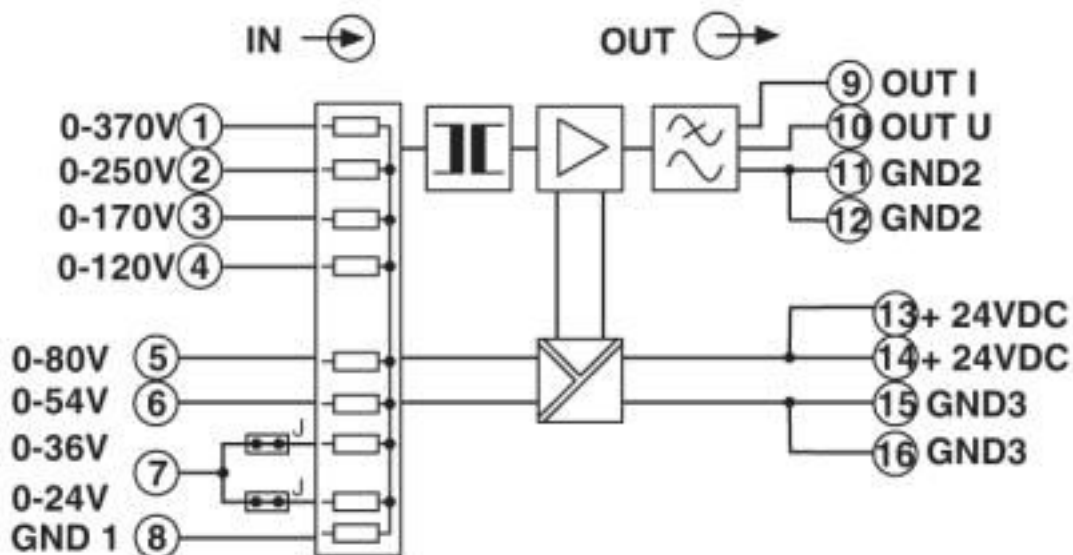 IN OUT
0-370V 1
0-250V 2
0-170V 3
0-120V 4
0-80V 5
0-54V 6
0-36V J
7
0-24V J
GND 1 8
9 OUT I
10 OUT U
11 GND2
12 GND2
13 + 24VDC
14 + 24VDC
15 GND3
16 GND3